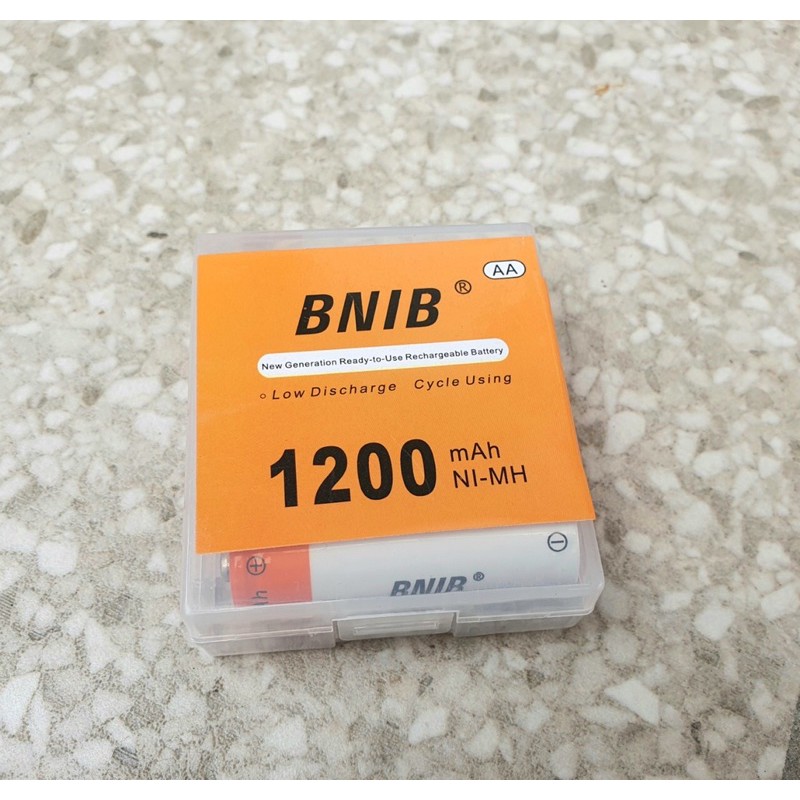 AA
BNIB®
New Generation Ready-to-Use Rechargeable Battery
Low Discharge Cycle Using
1200 mAh
NI-MH
BNIB®